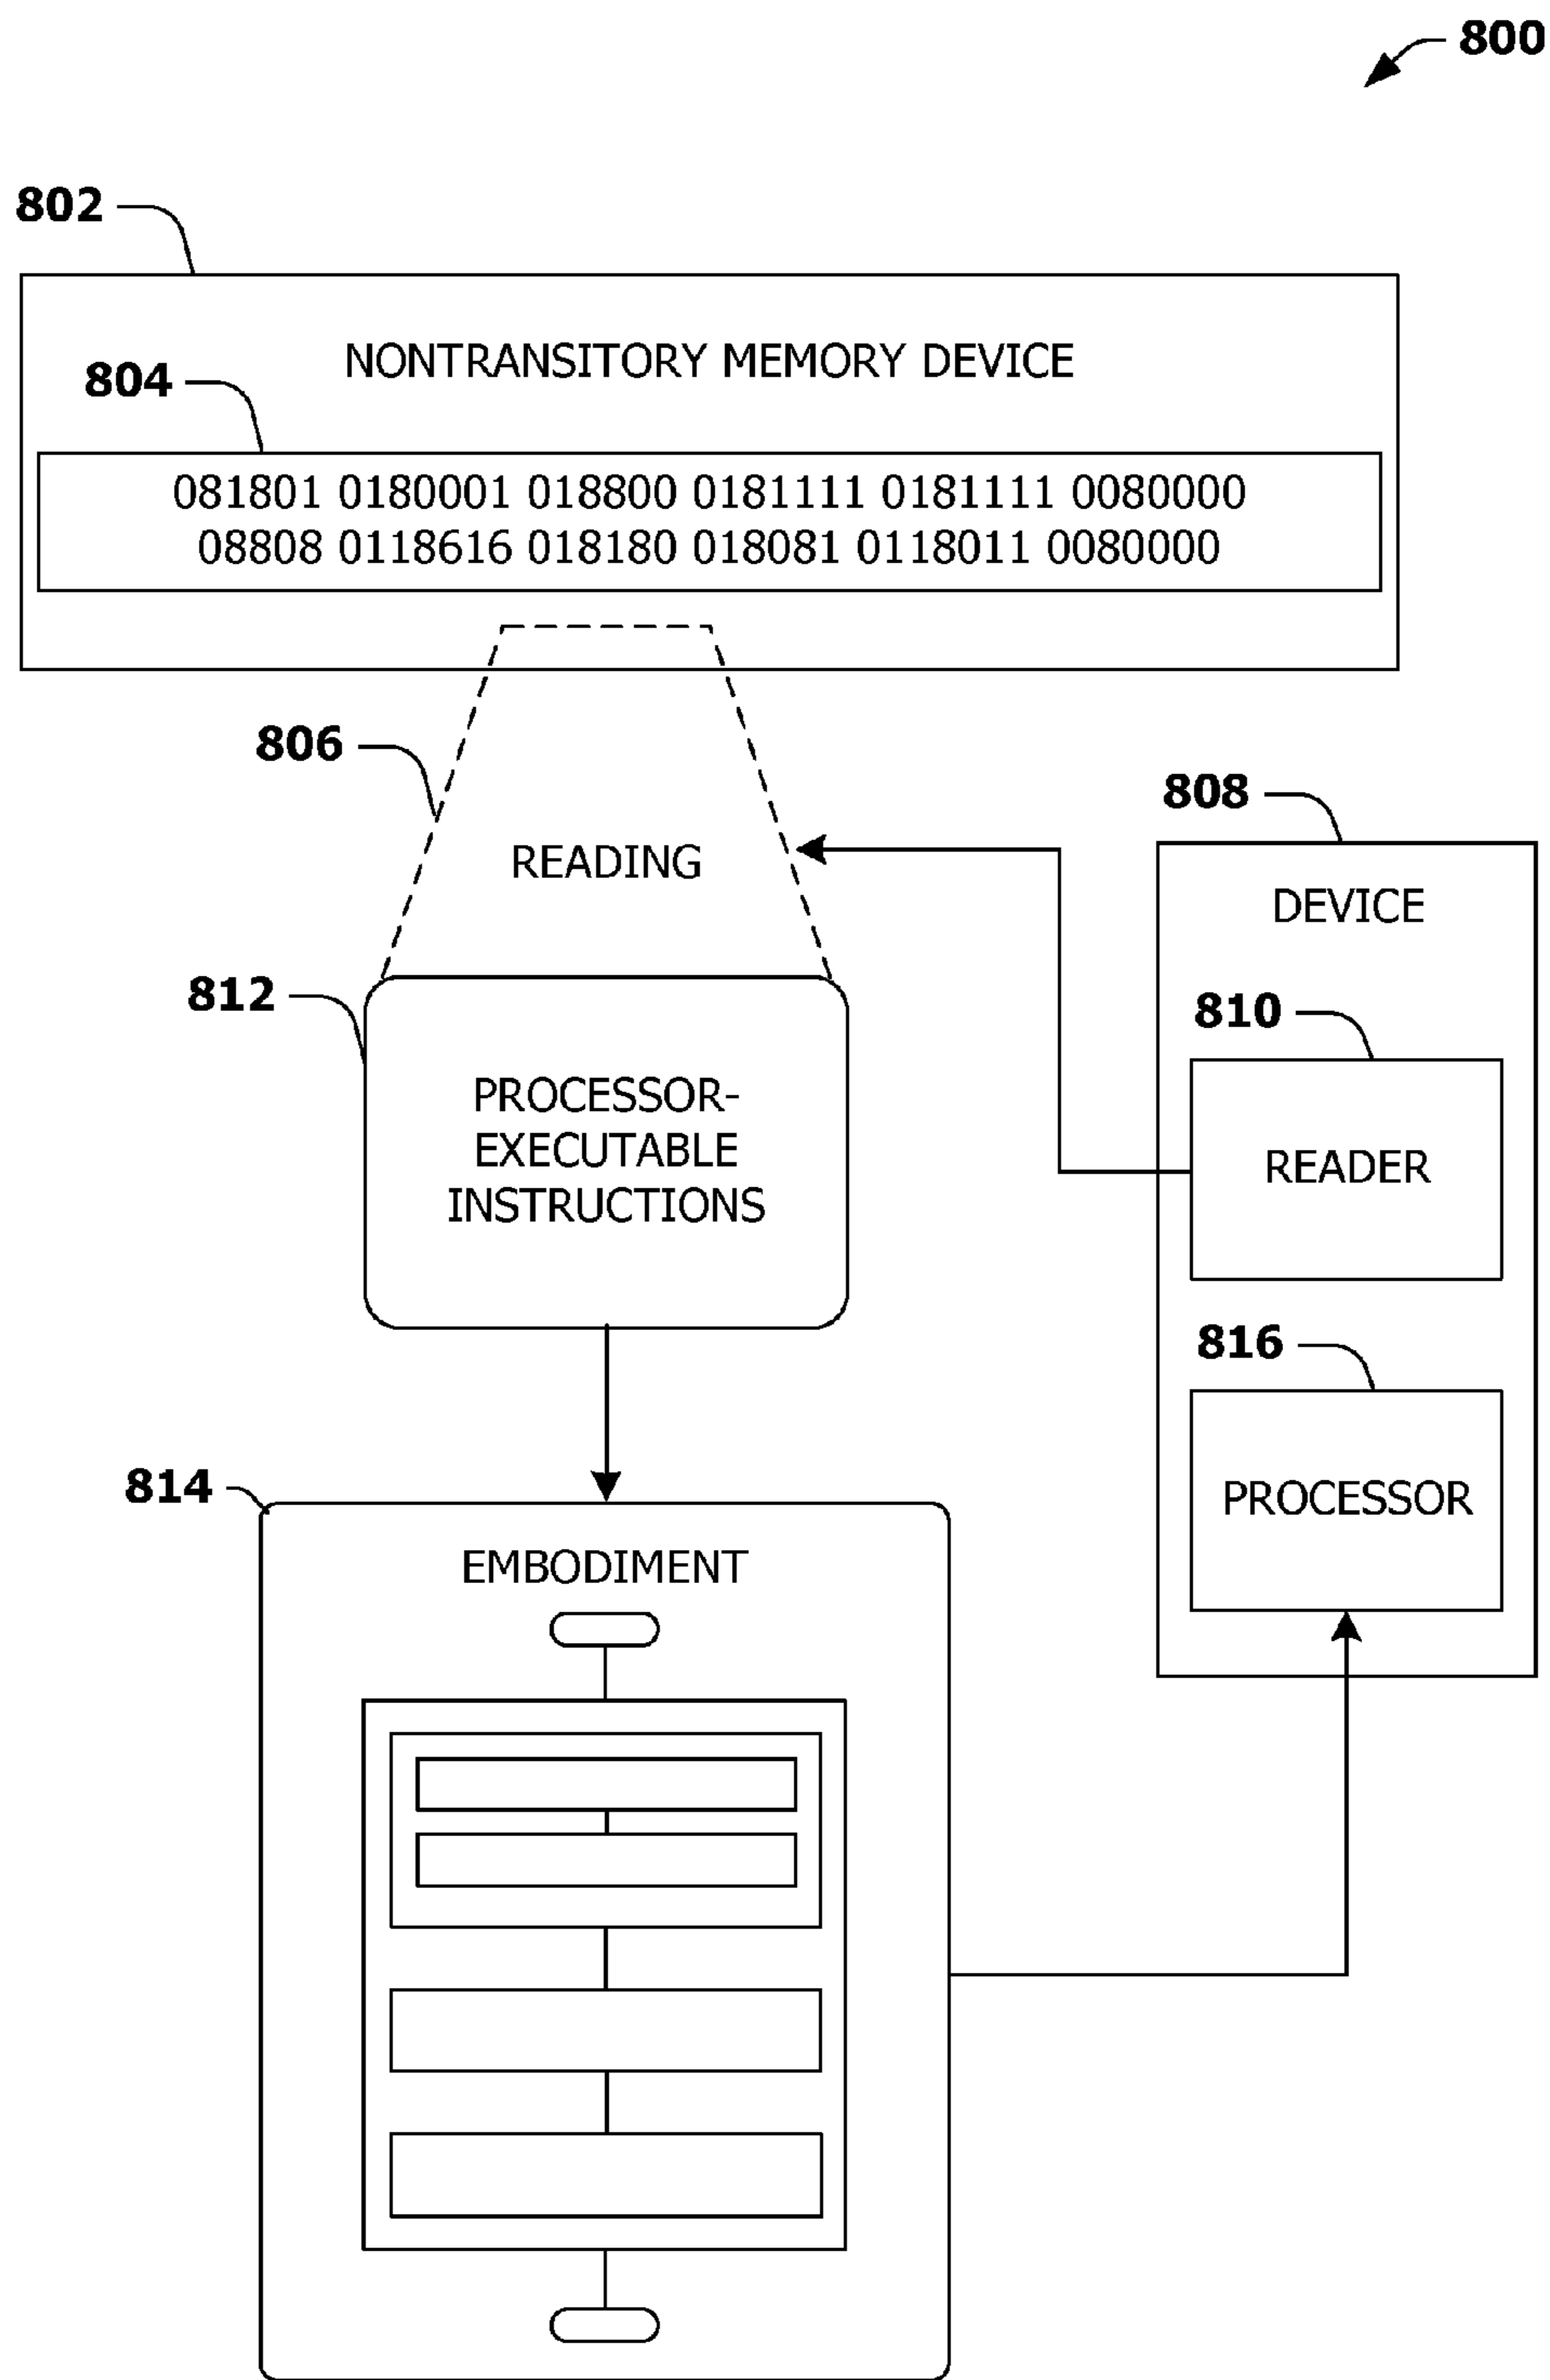 800
802
NONTRANSITORY MEMORY DEVICE
804
081801 0180001 018800 0181111 0181111 0080000
08808 0118616 018180 018081 0118011 0080000
806
READING
808
DEVICE
812
PROCESSOR-
EXECUTABLE
INSTRUCTIONS
810
READER
816
PROCESSOR
814
EMBODIMENT